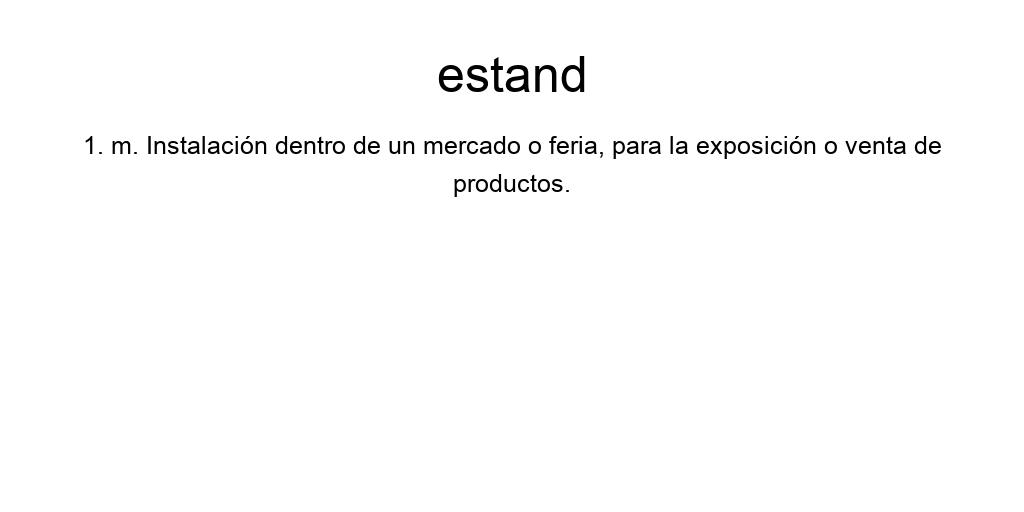 estand
1. m. Instalación dentro de un mercado o feria, para la exposición o venta de
productos.